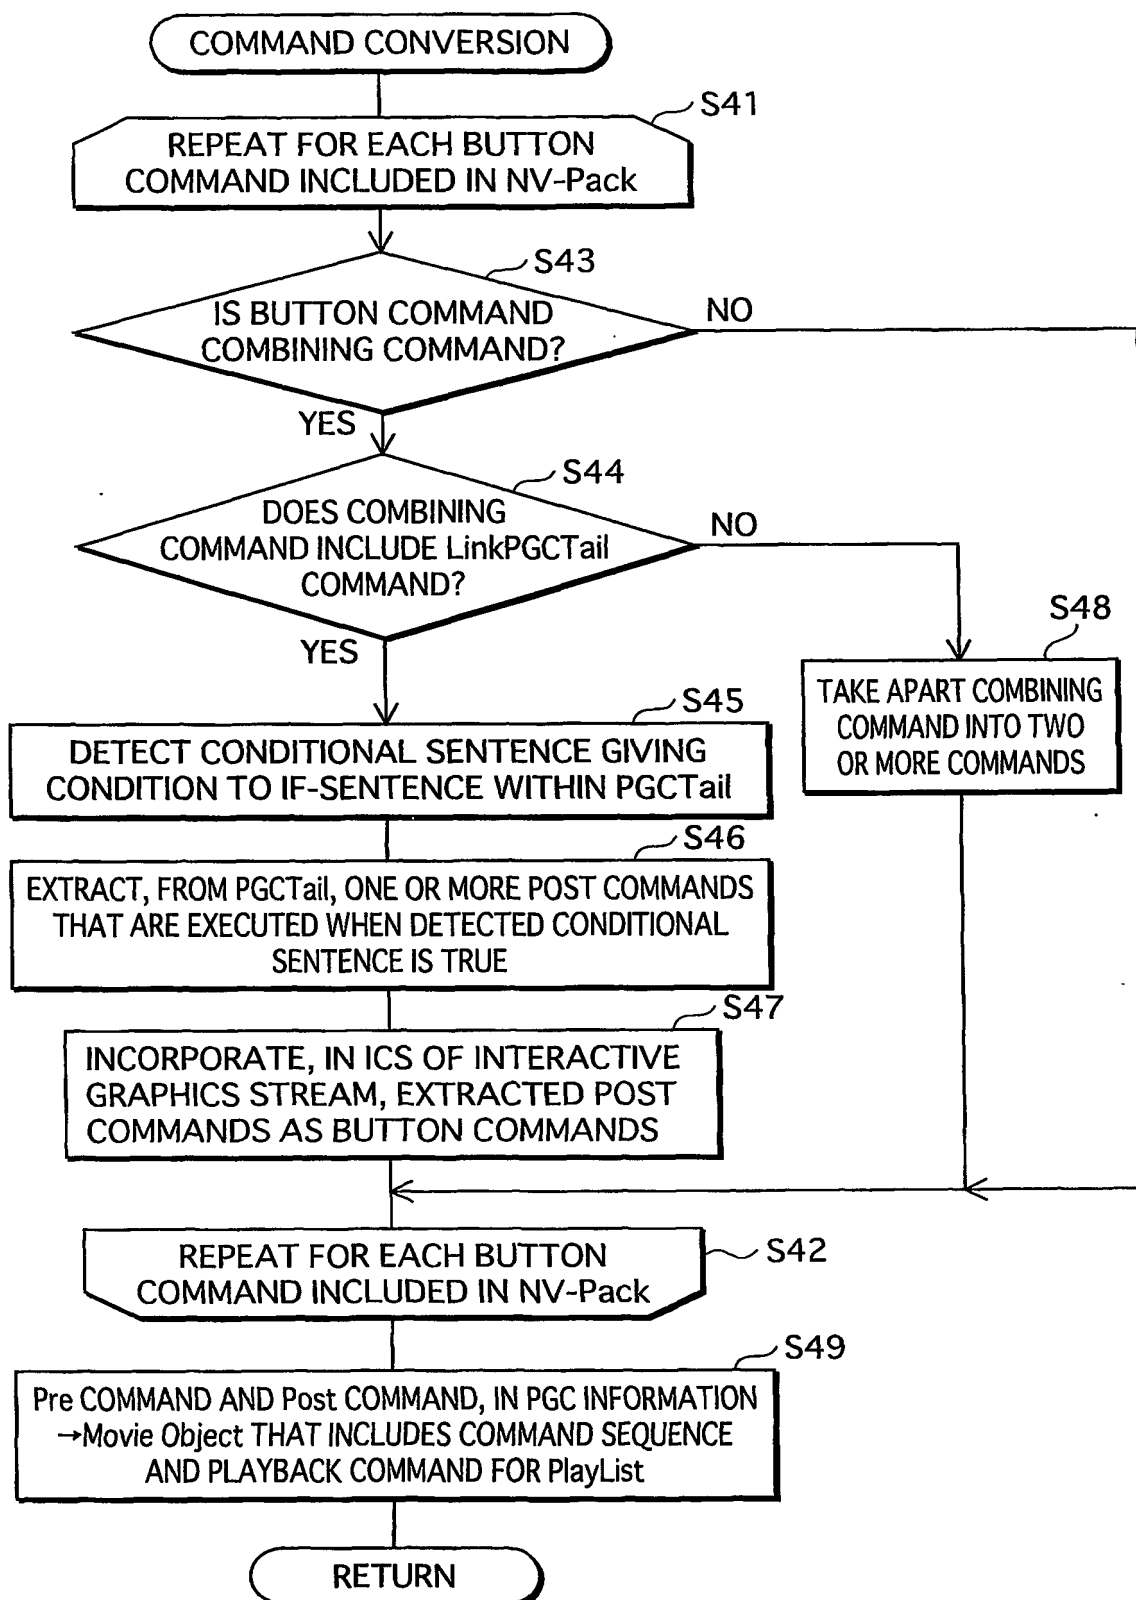 COMMAND CONVERSION
S41
REPEAT FOR EACH BUTTON
COMMAND INCLUDED IN NV-Pack
S43
IS BUTTON COMMAND
COMBINING COMMAND?
NO
YES
S44
DOES COMBINING
COMMAND INCLUDE LinkPGCTail
COMMAND?
NO
YES
S48
TAKE APART COMBINING
COMMAND INTO TWO
OR MORE COMMANDS
S45
DETECT CONDITIONAL SENTENCE GIVING
CONDITION TO IF-SENTENCE WITHIN PGCTail
S46
EXTRACT, FROM PGCTail, ONE OR MORE POST COMMANDS
THAT ARE EXECUTED WHEN DETECTED CONDITIONAL
SENTENCE IS TRUE
S47
INCORPORATE, IN ICS OF INTERACTIVE
GRAPHICS STREAM, EXTRACTED POST
COMMANDS AS BUTTON COMMANDS
S42
REPEAT FOR EACH BUTTON
COMMAND INCLUDED IN NV-Pack
S49
Pre COMMAND AND Post COMMAND, IN PGC INFORMATION
→Movie Object THAT INCLUDES COMMAND SEQUENCE
AND PLAYBACK COMMAND FOR PlayList
RETURN